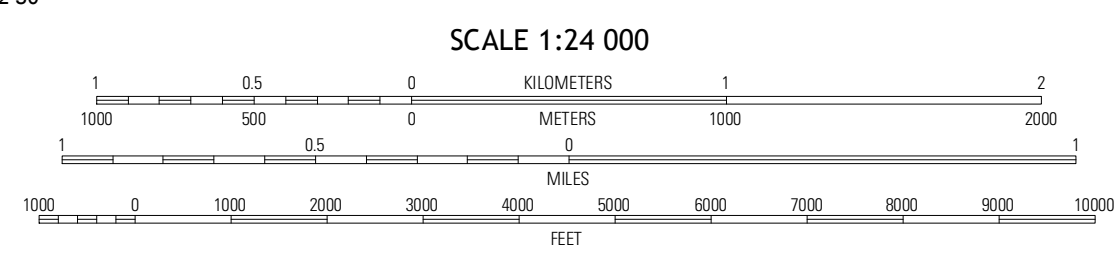 SCALE 1:24 000
1 0.5 0 KILOMETERS 1 2
1000 500 0 METERS 1000 2000
1 0.5 0 1
MILES
1000 0 1000 2000 3000 4000 5000 6000 7000 8000 9000 10000
FEET